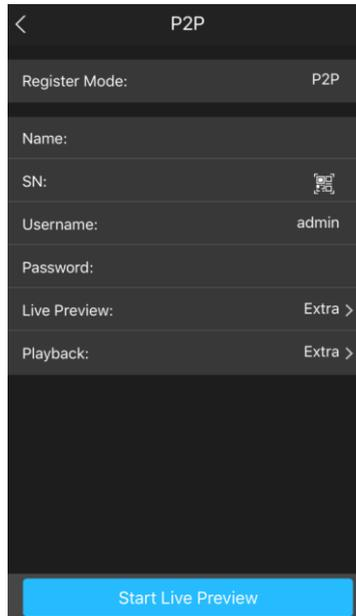 P2P
Register Mode: P2P
Name:
SN:
Username: admin
Password:
Live Preview: Extra >
Playback: Extra >
Start Live Preview